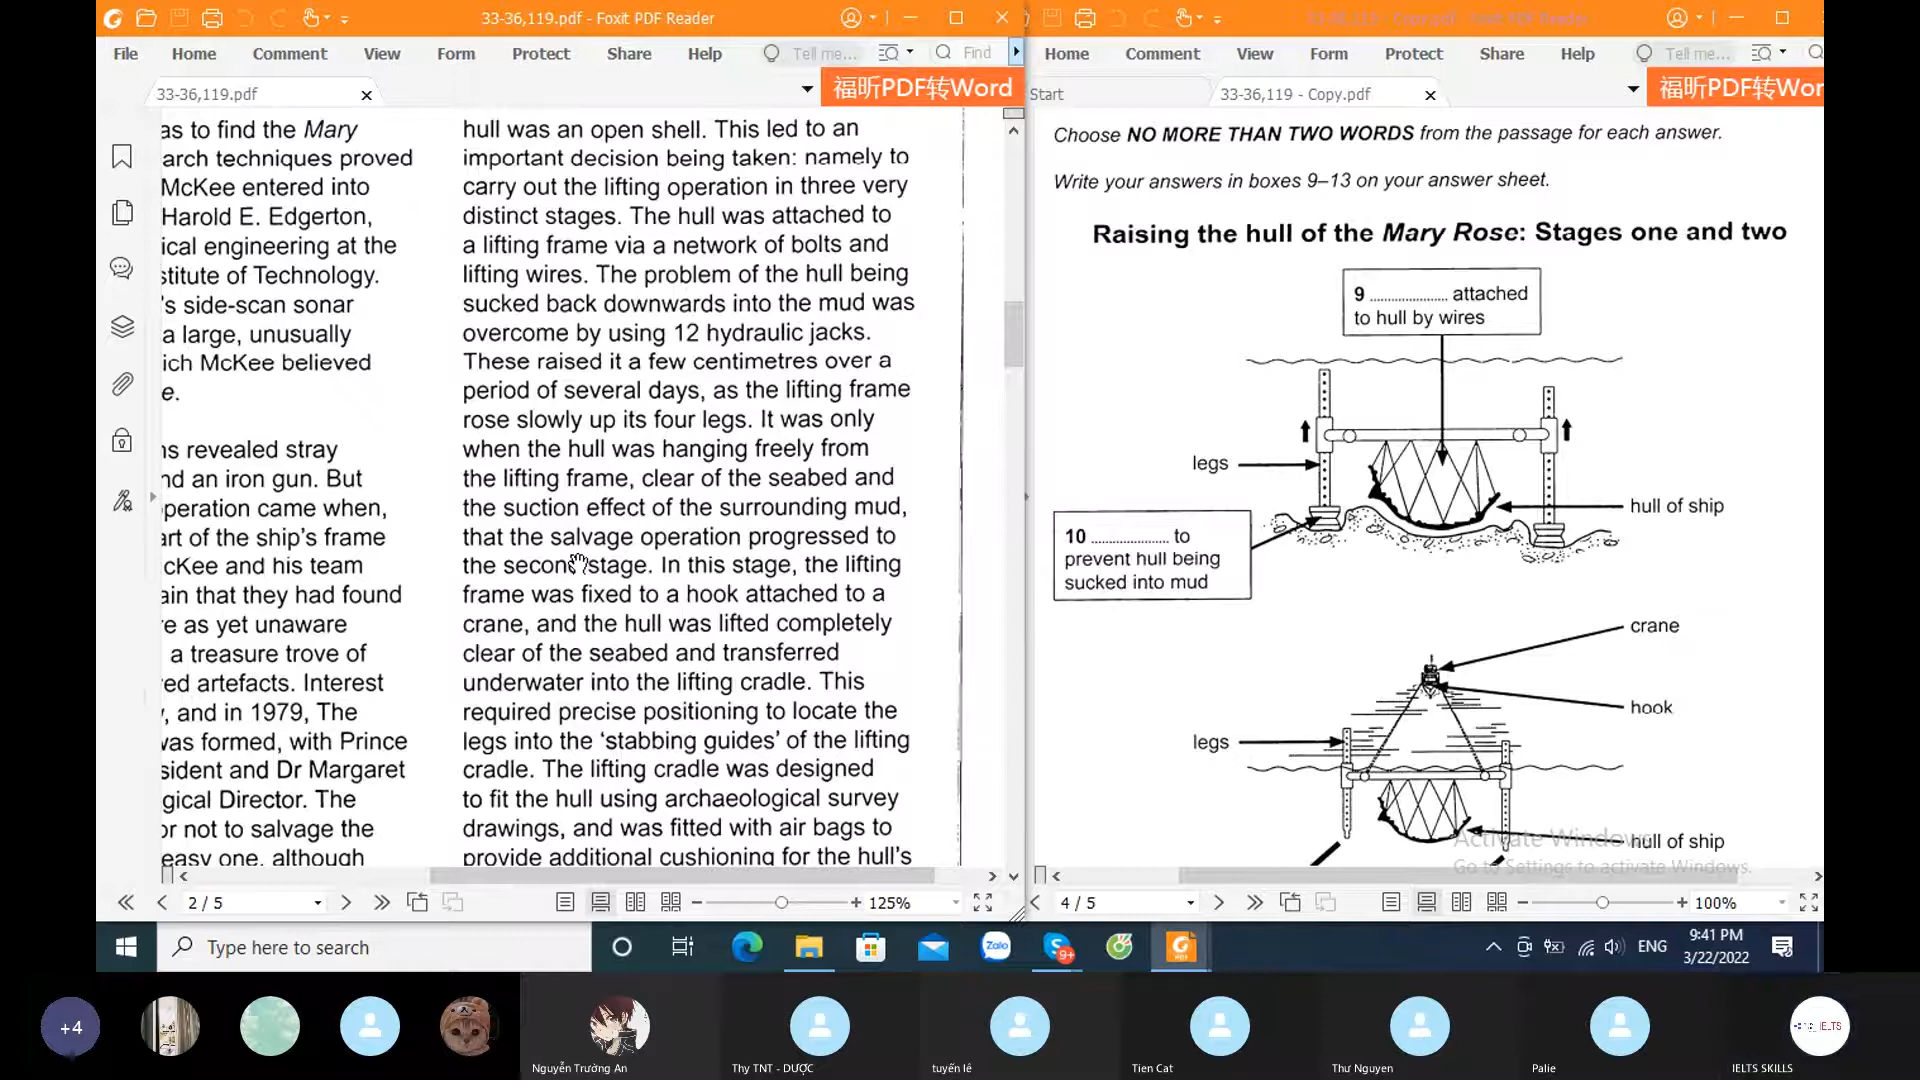 33-36,119.pdf - Foxit PDF Reader
File Home Comment View Form Protect Share Help Tell me... Find
33-36,119.pdf
福昕PDF转Word
as to find the Mary
arch techniques proved
McKee entered into
Harold E. Edgerton,
ical engineering at the
stitute of Technology.
's side-scan sonar
a large, unusually
ich McKee believed
e.
ns revealed stray
nd an iron gun. But
peration came when,
art of the ship's frame
cKee and his team
ain that they had found
re as yet unaware
a treasure trove of
ed artefacts. Interest
, and in 1979, The
was formed, with Prince
sident and Dr Margaret
gical Director. The
or not to salvage the
easy one, although
hull was an open shell. This led to an
important decision being taken: namely to
carry out the lifting operation in three very
distinct stages. The hull was attached to
a lifting frame via a network of bolts and
lifting wires. The problem of the hull being
sucked back downwards into the mud was
overcome by using 12 hydraulic jacks.
These raised it a few centimetres over a
period of several days, as the lifting frame
rose slowly up its four legs. It was only
when the hull was hanging freely from
the lifting frame, clear of the seabed and
the suction effect of the surrounding mud,
that the salvage operation progressed to
the second stage. In this stage, the lifting
frame was fixed to a hook attached to a
crane, and the hull was lifted completely
clear of the seabed and transferred
underwater into the lifting cradle. This
required precise positioning to locate the
legs into the ‘stabbing guides’ of the lifting
cradle. The lifting cradle was designed
to fit the hull using archaeological survey
drawings, and was fitted with air bags to
provide additional cushioning for the hull's
2 / 5
125%
33-36,119 - Copy.pdf - Foxit PDF Reader
Home Comment View Form Protect Share Help Tell me...
Start
33-36,119 - Copy.pdf
福昕PDF转Wor
Choose NO MORE THAN TWO WORDS from the passage for each answer.
Write your answers in boxes 9–13 on your answer sheet.
Raising the hull of the Mary Rose: Stages one and two
9 ...................... attached
to hull by wires
legs
hull of ship
10 ...................... to
prevent hull being
sucked into mud
crane
hook
legs
hull of ship
Activate Windows
Go to Settings to activate Windows.
4 / 5
100%
Type here to search
Zalo
9+
PDF
ENG
9:41 PM
3/22/2022
+4
Nguyễn Trường An
Thy TNT - DƯỢC
tuyến lê
Tien Cat
Thư Nguyen
Palie
IELTS
IELTS SKILLS